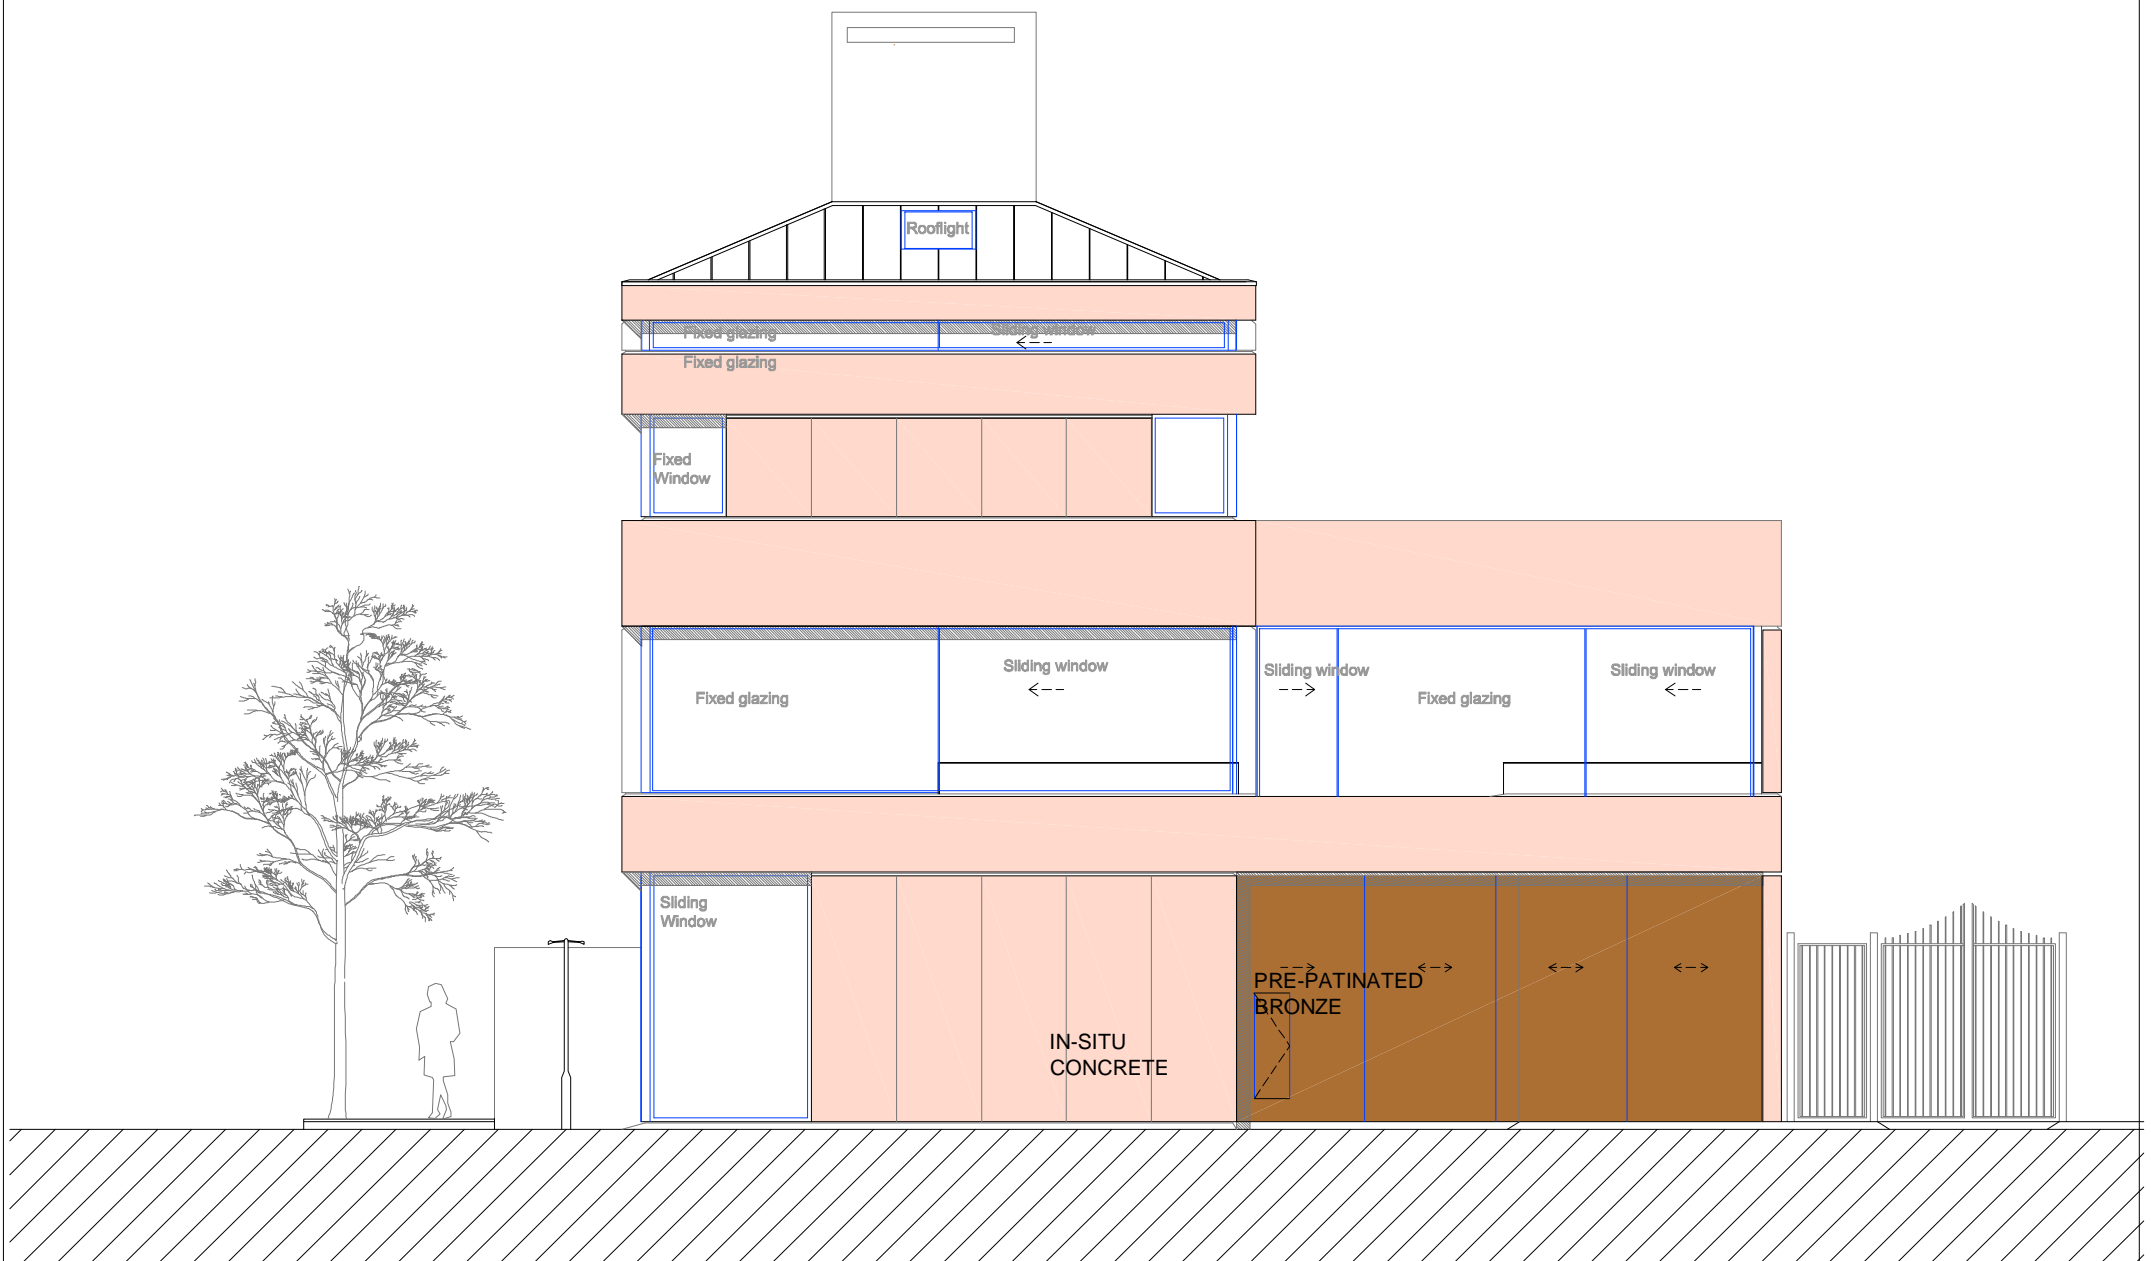 Rooflight
Fixed glazing
Sliding window
Fixed glazing
Fixed
Window
Sliding window
Fixed glazing
Sliding window
Fixed glazing
Sliding window
Sliding
Window
PRE-PATINATED
BRONZE
IN-SITU
CONCRETE